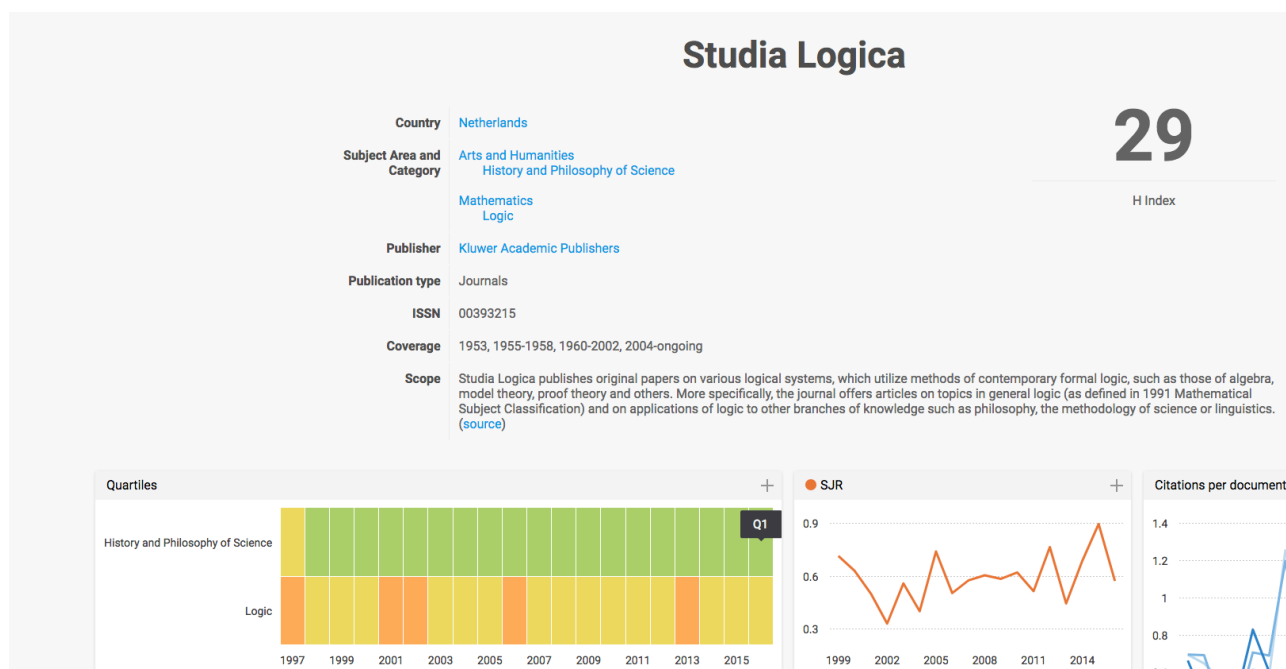 Studia Logica
Country Netherlands
Subject Area and Category Arts and Humanities
History and Philosophy of Science
Mathematics
Logic
Publisher Kluwer Academic Publishers
Publication type Journals
ISSN 00393215
Coverage 1953, 1955-1958, 1960-2002, 2004-ongoing
Scope Studia Logica publishes original papers on various logical systems, which utilize methods of contemporary formal logic, such as those of algebra,
model theory, proof theory and others. More specifically, the journal offers articles on topics in general logic (as defined in 1991 Mathematical
Subject Classification) and on applications of logic to other branches of knowledge such as philosophy, the methodology of science or linguistics.
(source)
29
H Index
Quartiles +
Q1
History and Philosophy of Science
Logic
1997 1999 2001 2003 2005 2007 2009 2011 2013 2015
SJR +
0.9
0.6
0.3
1999 2002 2005 2008 2011 2014
Citations per document
1.4
1.2
1
0.8